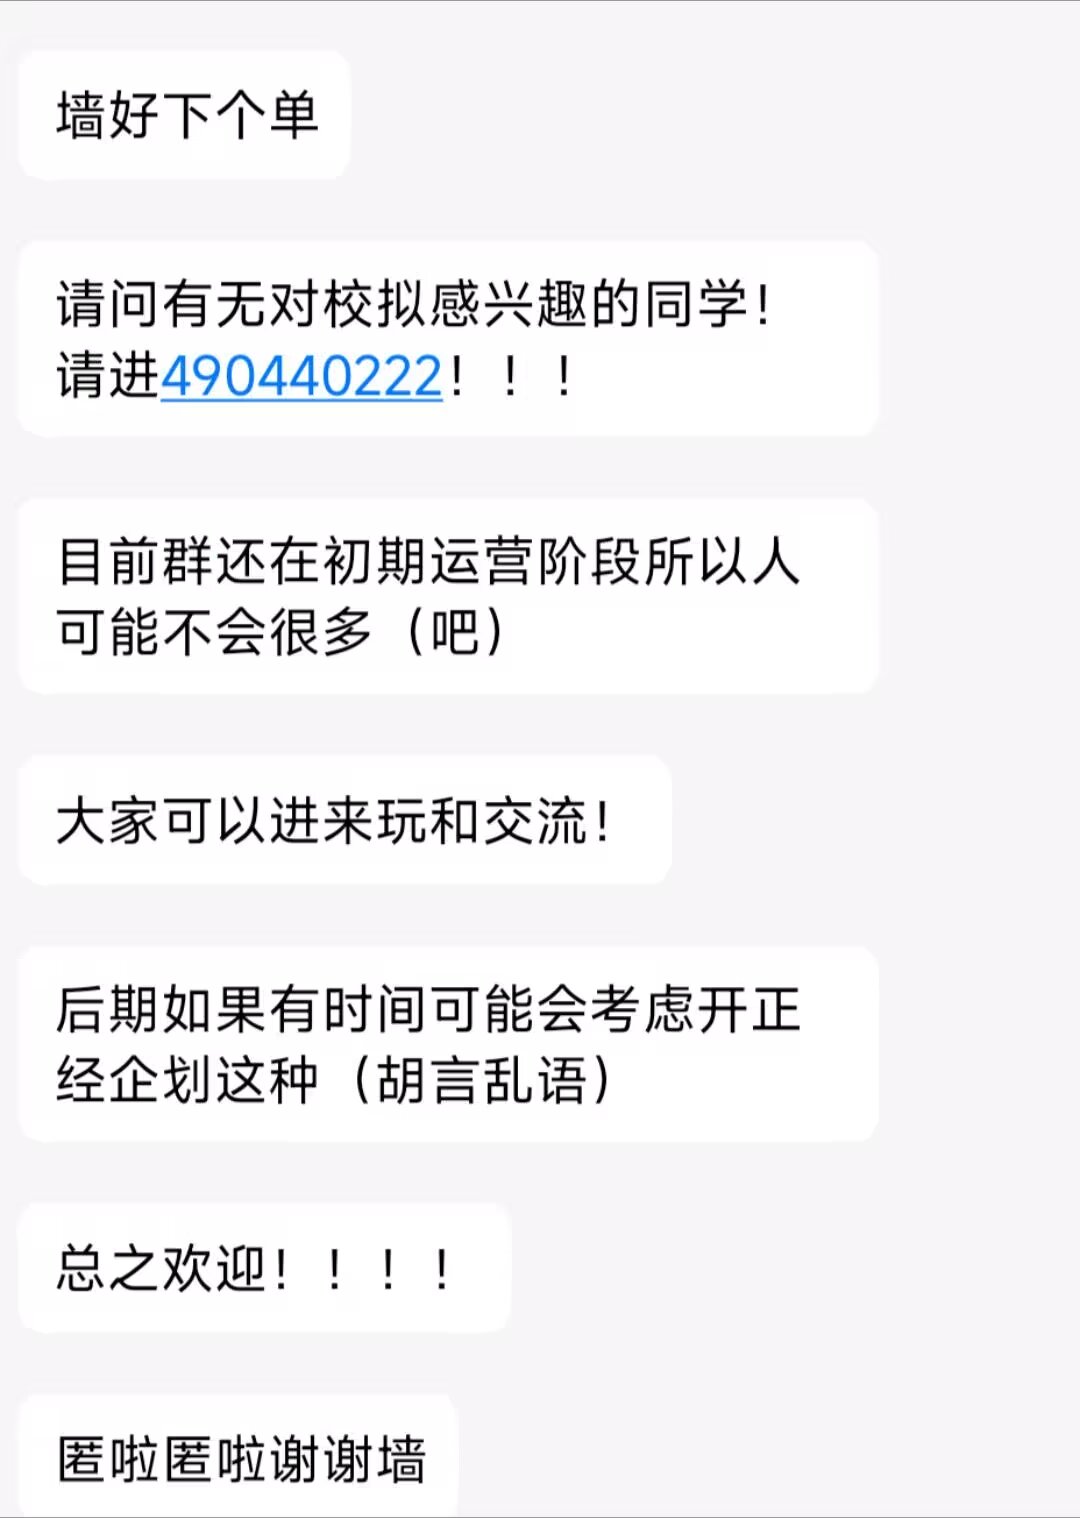 墙好下个单
请问有无对校拟感兴趣的同学！
请进490440222！！！
目前群还在初期运营阶段所以人
可能不会很多（吧）
大家可以进来玩和交流！
后期如果有时间可能会考虑开正
经企划这种（胡言乱语）
总之欢迎！！！！
匿啦匿啦谢谢墙